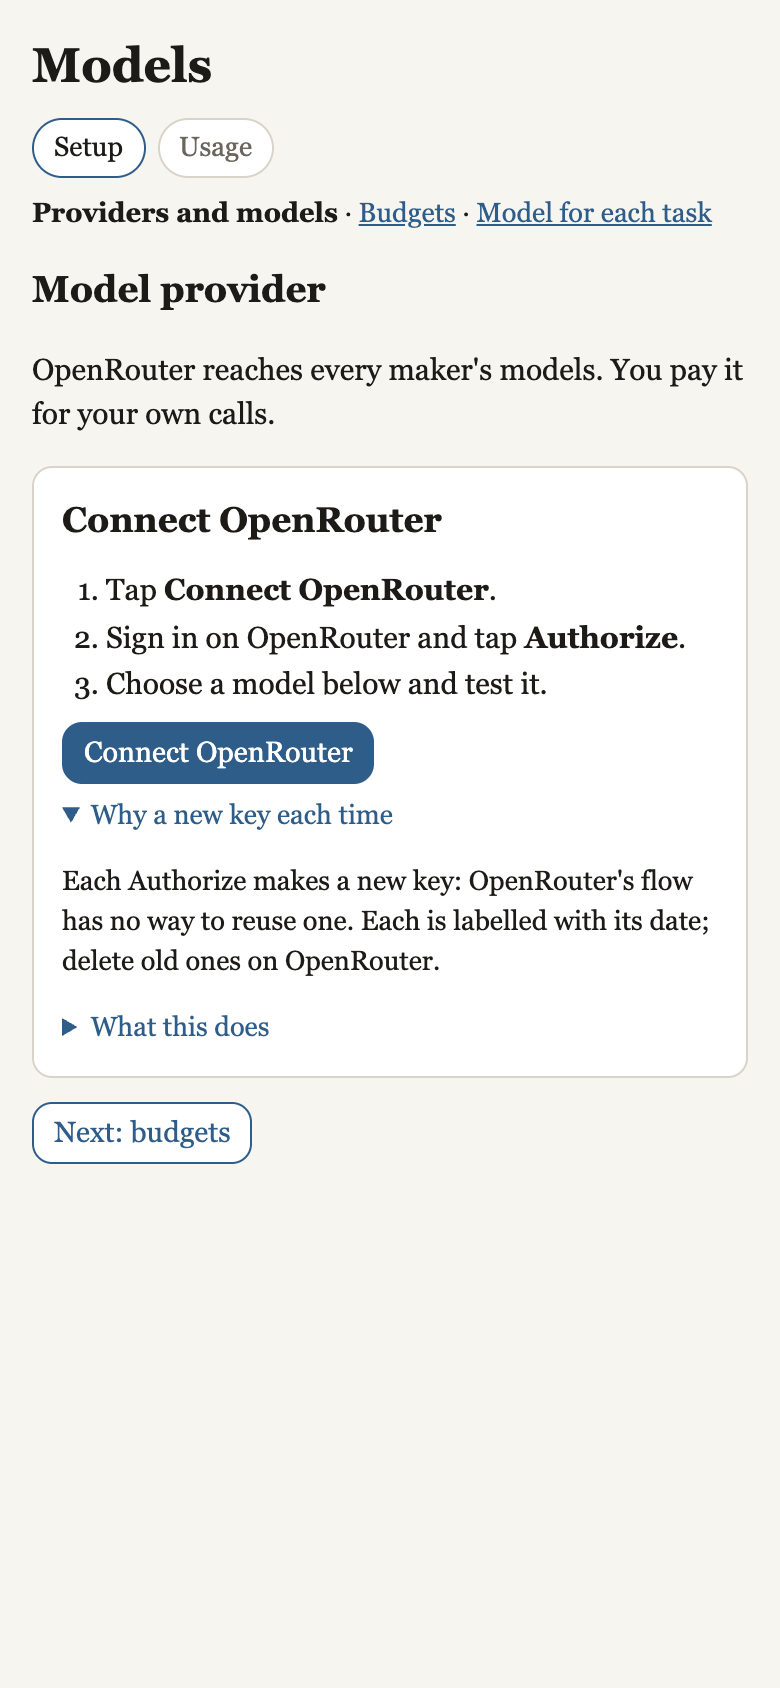 Models
Setup
Usage
Providers and models · Budgets · Model for each task
Model provider
OpenRouter reaches every maker's models. You pay it
for your own calls.
Connect OpenRouter
1. Tap Connect OpenRouter.
2. Sign in on OpenRouter and tap Authorize.
3. Choose a model below and test it.
Connect OpenRouter
▼ Why a new key each time
Each Authorize makes a new key: OpenRouter's flow
has no way to reuse one. Each is labelled with its date;
delete old ones on OpenRouter.
▶ What this does
Next: budgets